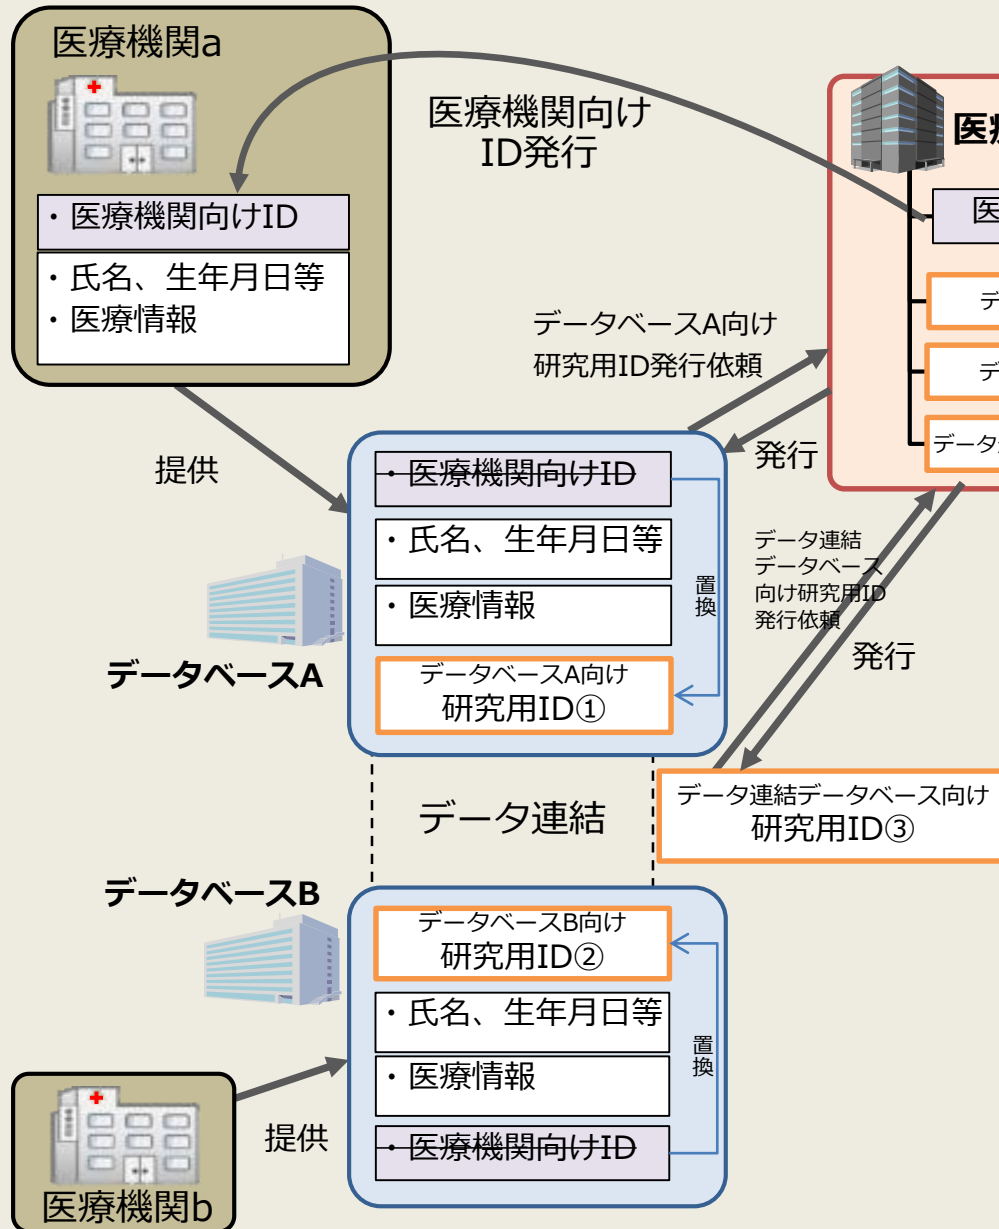 医療機関a
・医療機関向けID
・氏名、生年月日等
・医療情報
医療機関向け
ID発行
医
データベースA向け
研究用ID発行依頼
発行
提供
・医療機関向けID
・氏名、生年月日等
・医療情報
データベースA向け
研究用ID①
置換
データベースA
データ連結
データベース
向け研究用ID
発行依頼
発行
データ連結データベース向け
研究用ID③
データ連結
データベースB
データベースB向け
研究用ID②
・氏名、生年月日等
・医療情報
・医療機関向けID
置換
提供
医療機関b